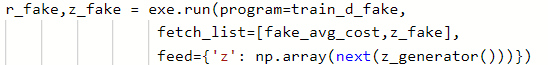 r_fake,z_fake = exe.run(program=train_d_fake,
fetch_list=[fake_avg_cost,z_fake],
feed={'z': np.array(next(z_generator()))})